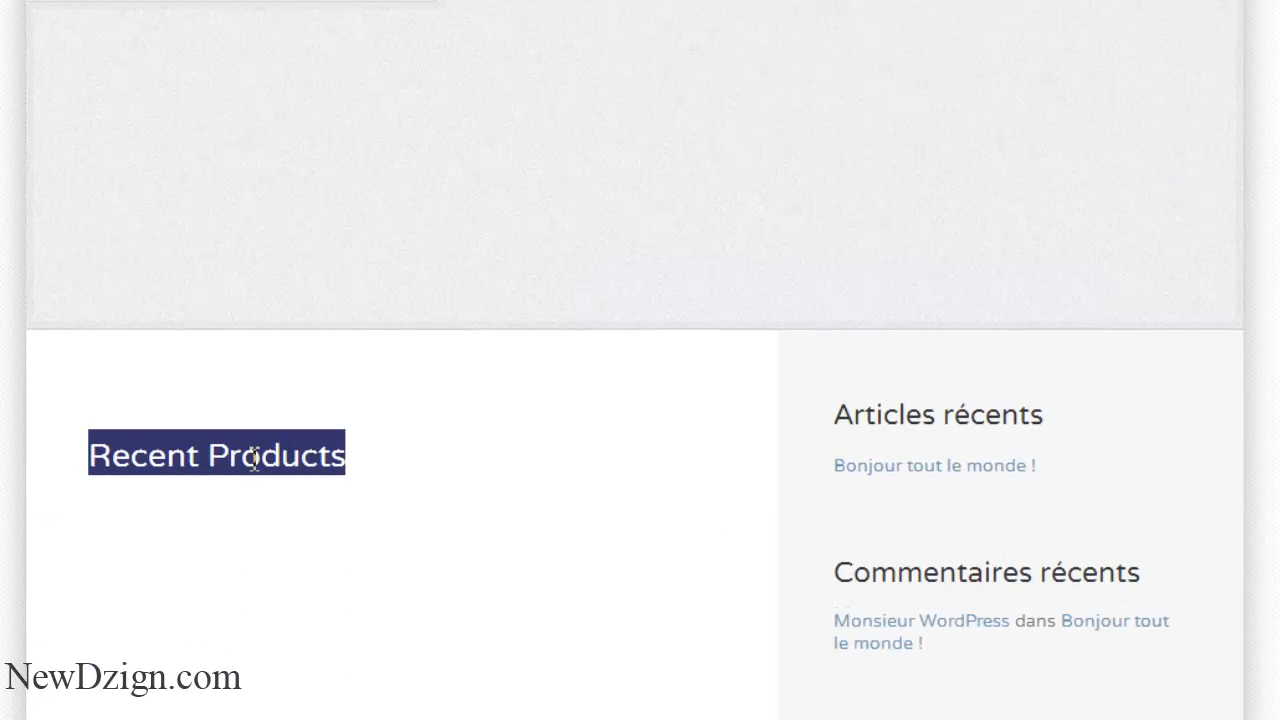 Recent Products
Articles récents
Bonjour tout le monde !
Commentaires récents
Monsieur WordPress dans Bonjour tout
le monde !
NewDzign.com